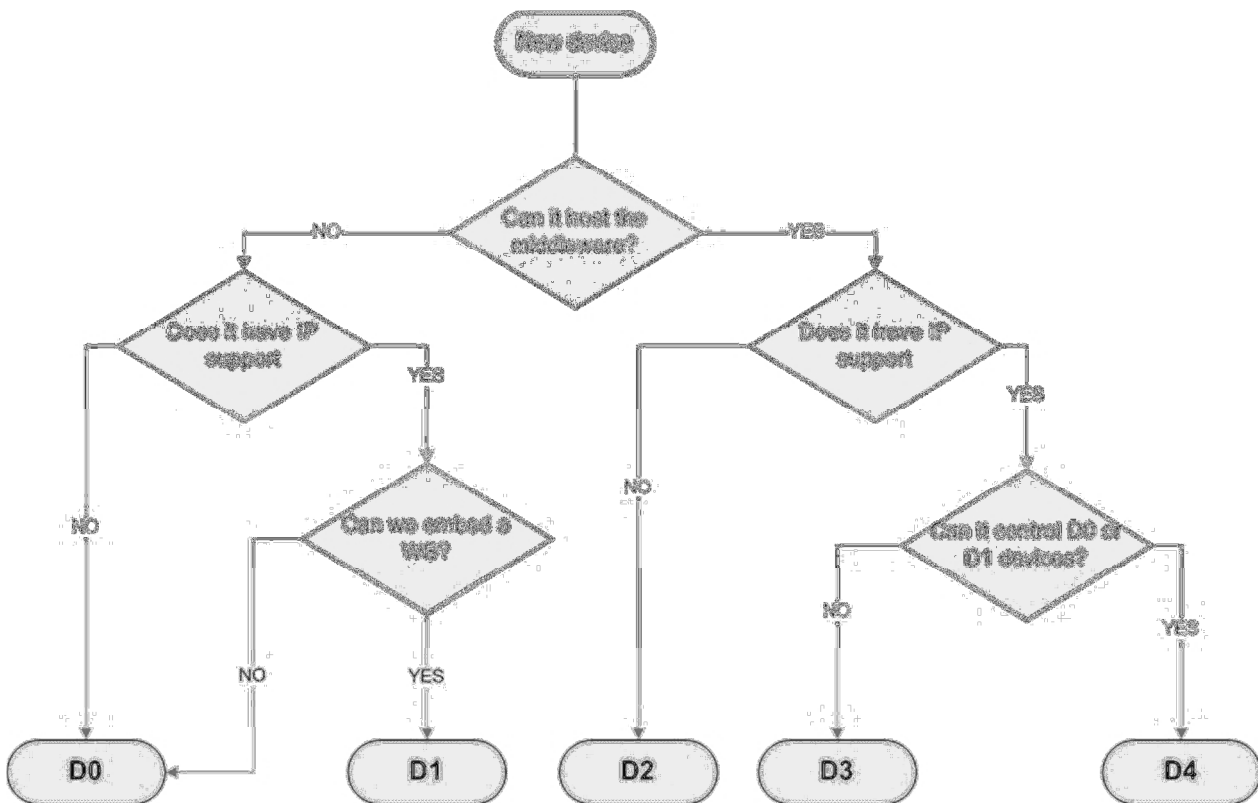 New device
Can it host the
middleware?
NO
YES
Does it have IP
support
Does it have IP
support
YES
YES
NO
Can we embed a
WS?
NO
Can it control D0 or
D1 devices?
NO
YES
NO
YES
D0
D1
D2
D3
D4